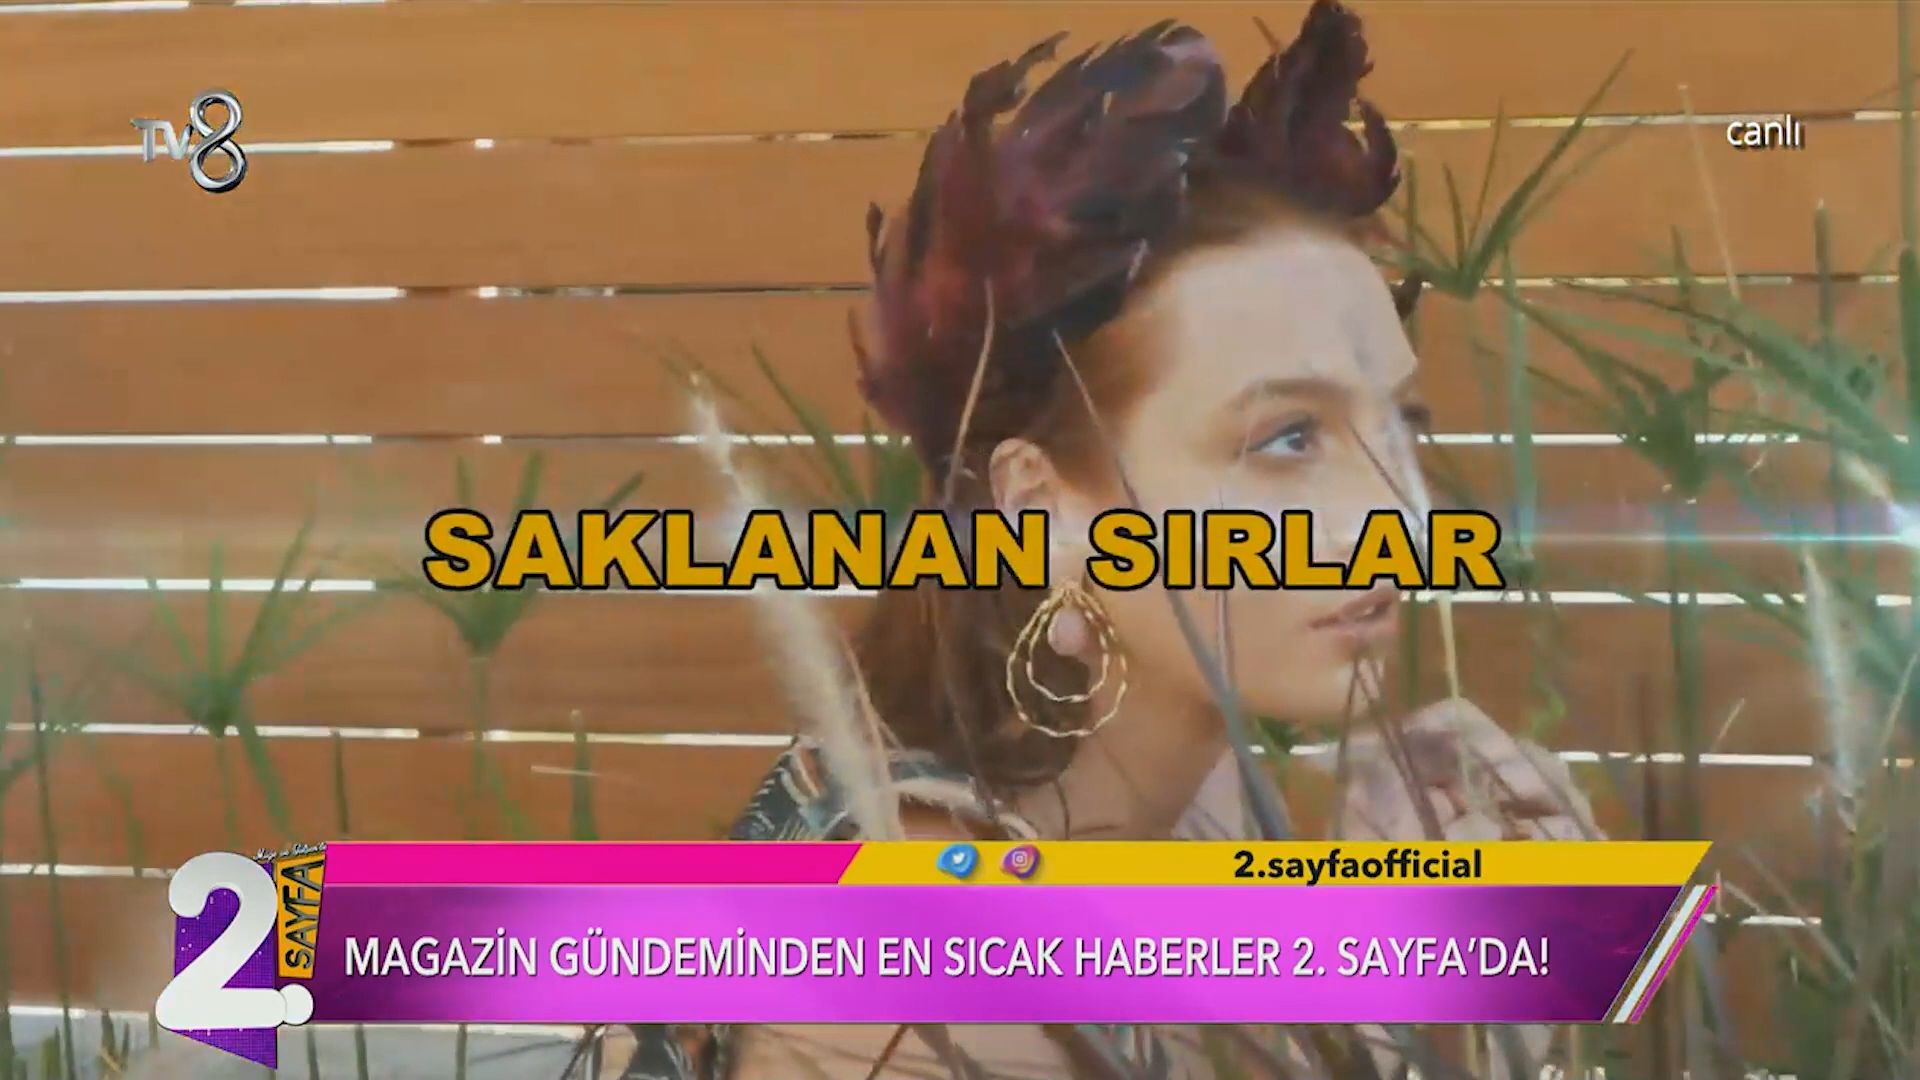 TV8
canlı
SAKLANAN SIRLAR
2.sayfaofficial
2. SAYFA
MAGAZİN GÜNDEMİNDEN EN SICAK HABERLER 2. SAYFA'DA!